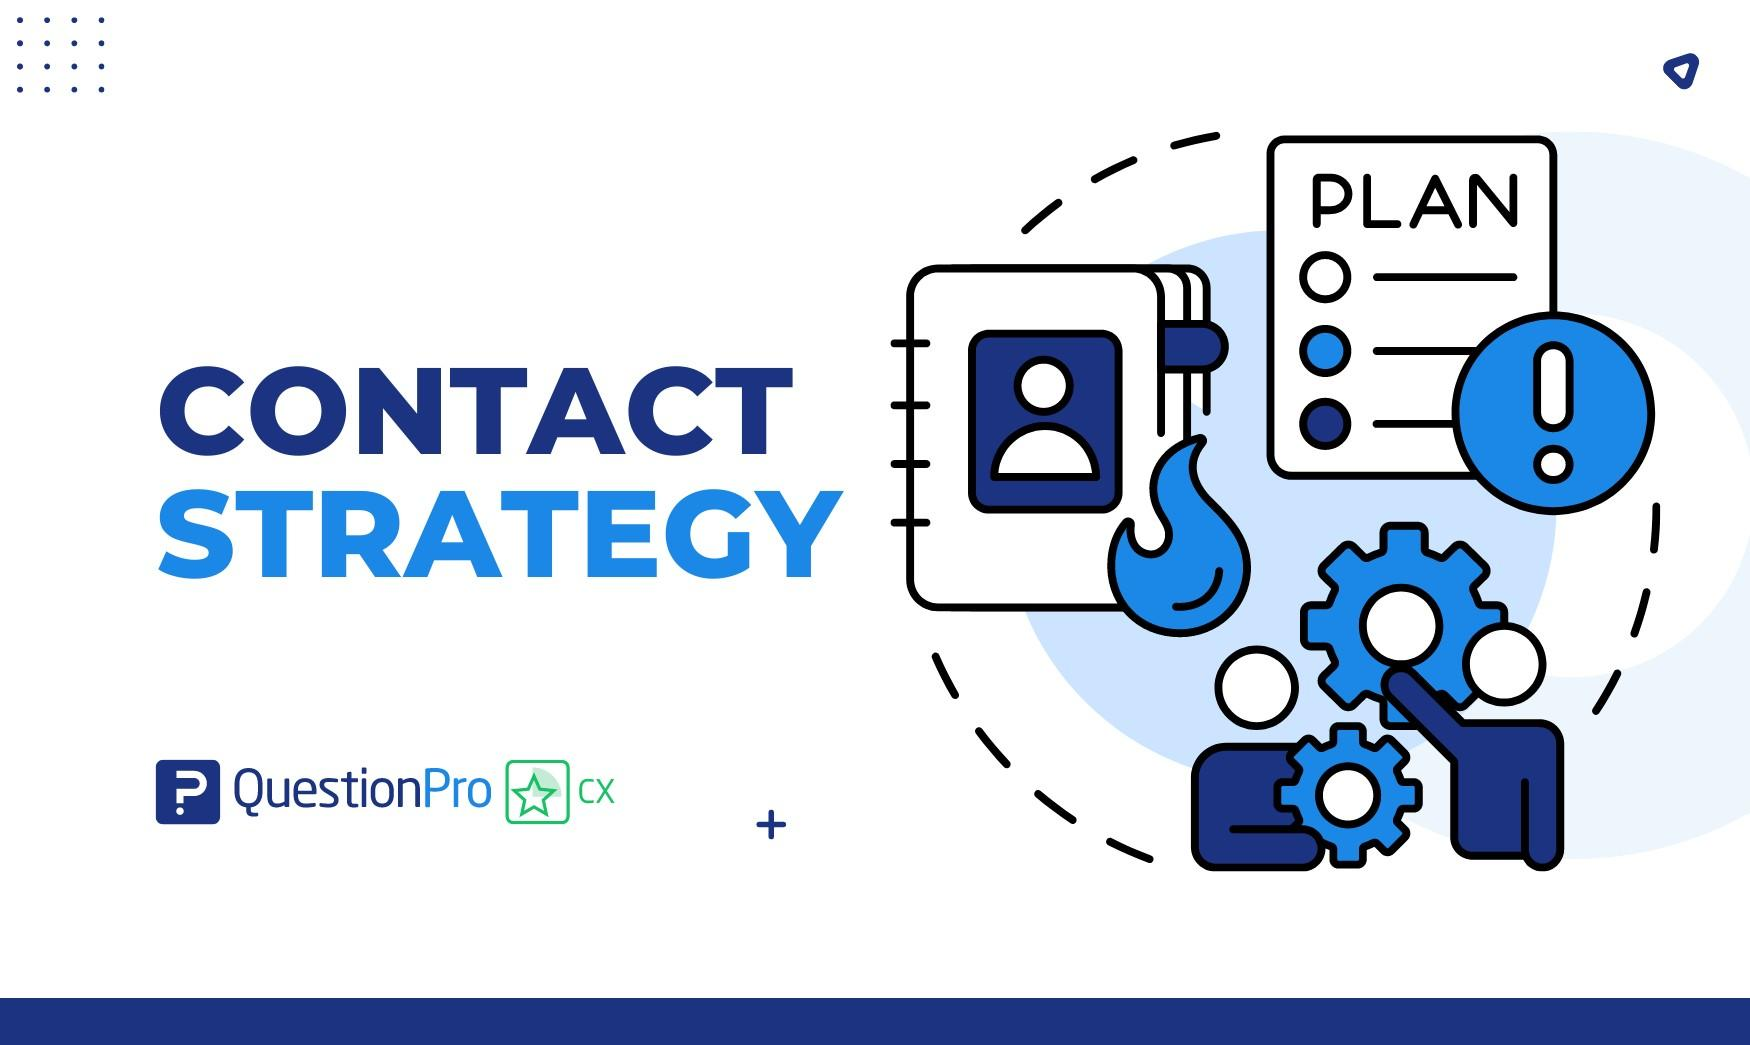 CONTACT
STRATEGY
PLAN
QuestionPro CX